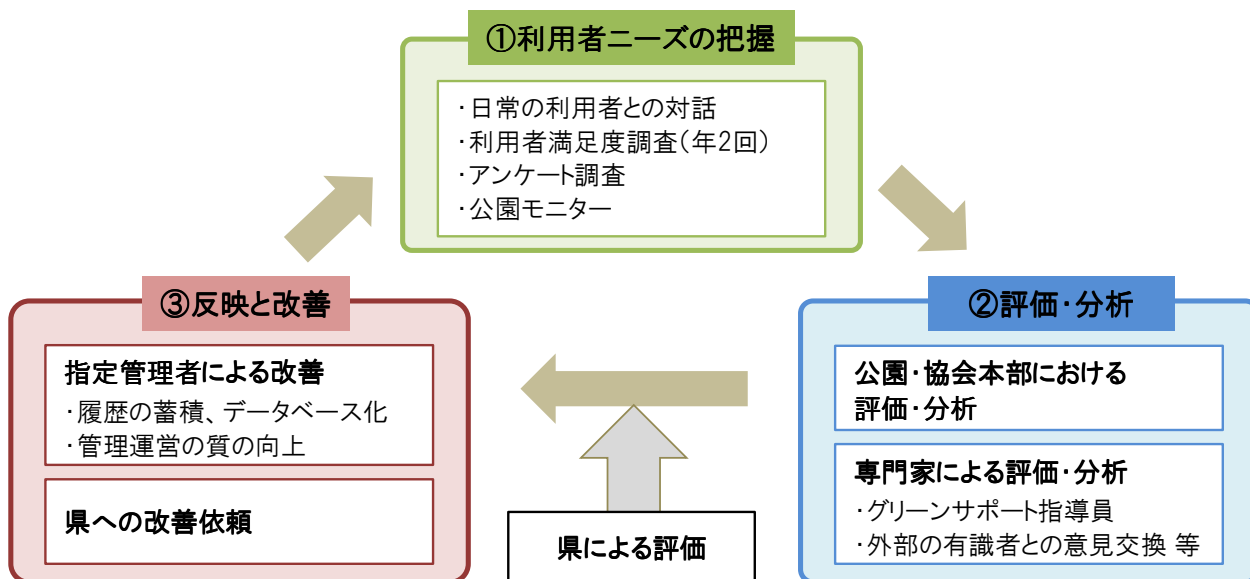 ①利用者ニーズの把握
・日常の利用者との対話
・利用者満足度調査(年2回)
・アンケート調査
・公園モニター
②評価・分析
公園・協会本部における
評価・分析
専門家による評価・分析
・グリーンサポート指導員
・外部の有識者との意見交換 等
③反映と改善
指定管理者による改善
・履歴の蓄積、データベース化
・管理運営の質の向上
県への改善依頼
県による評価